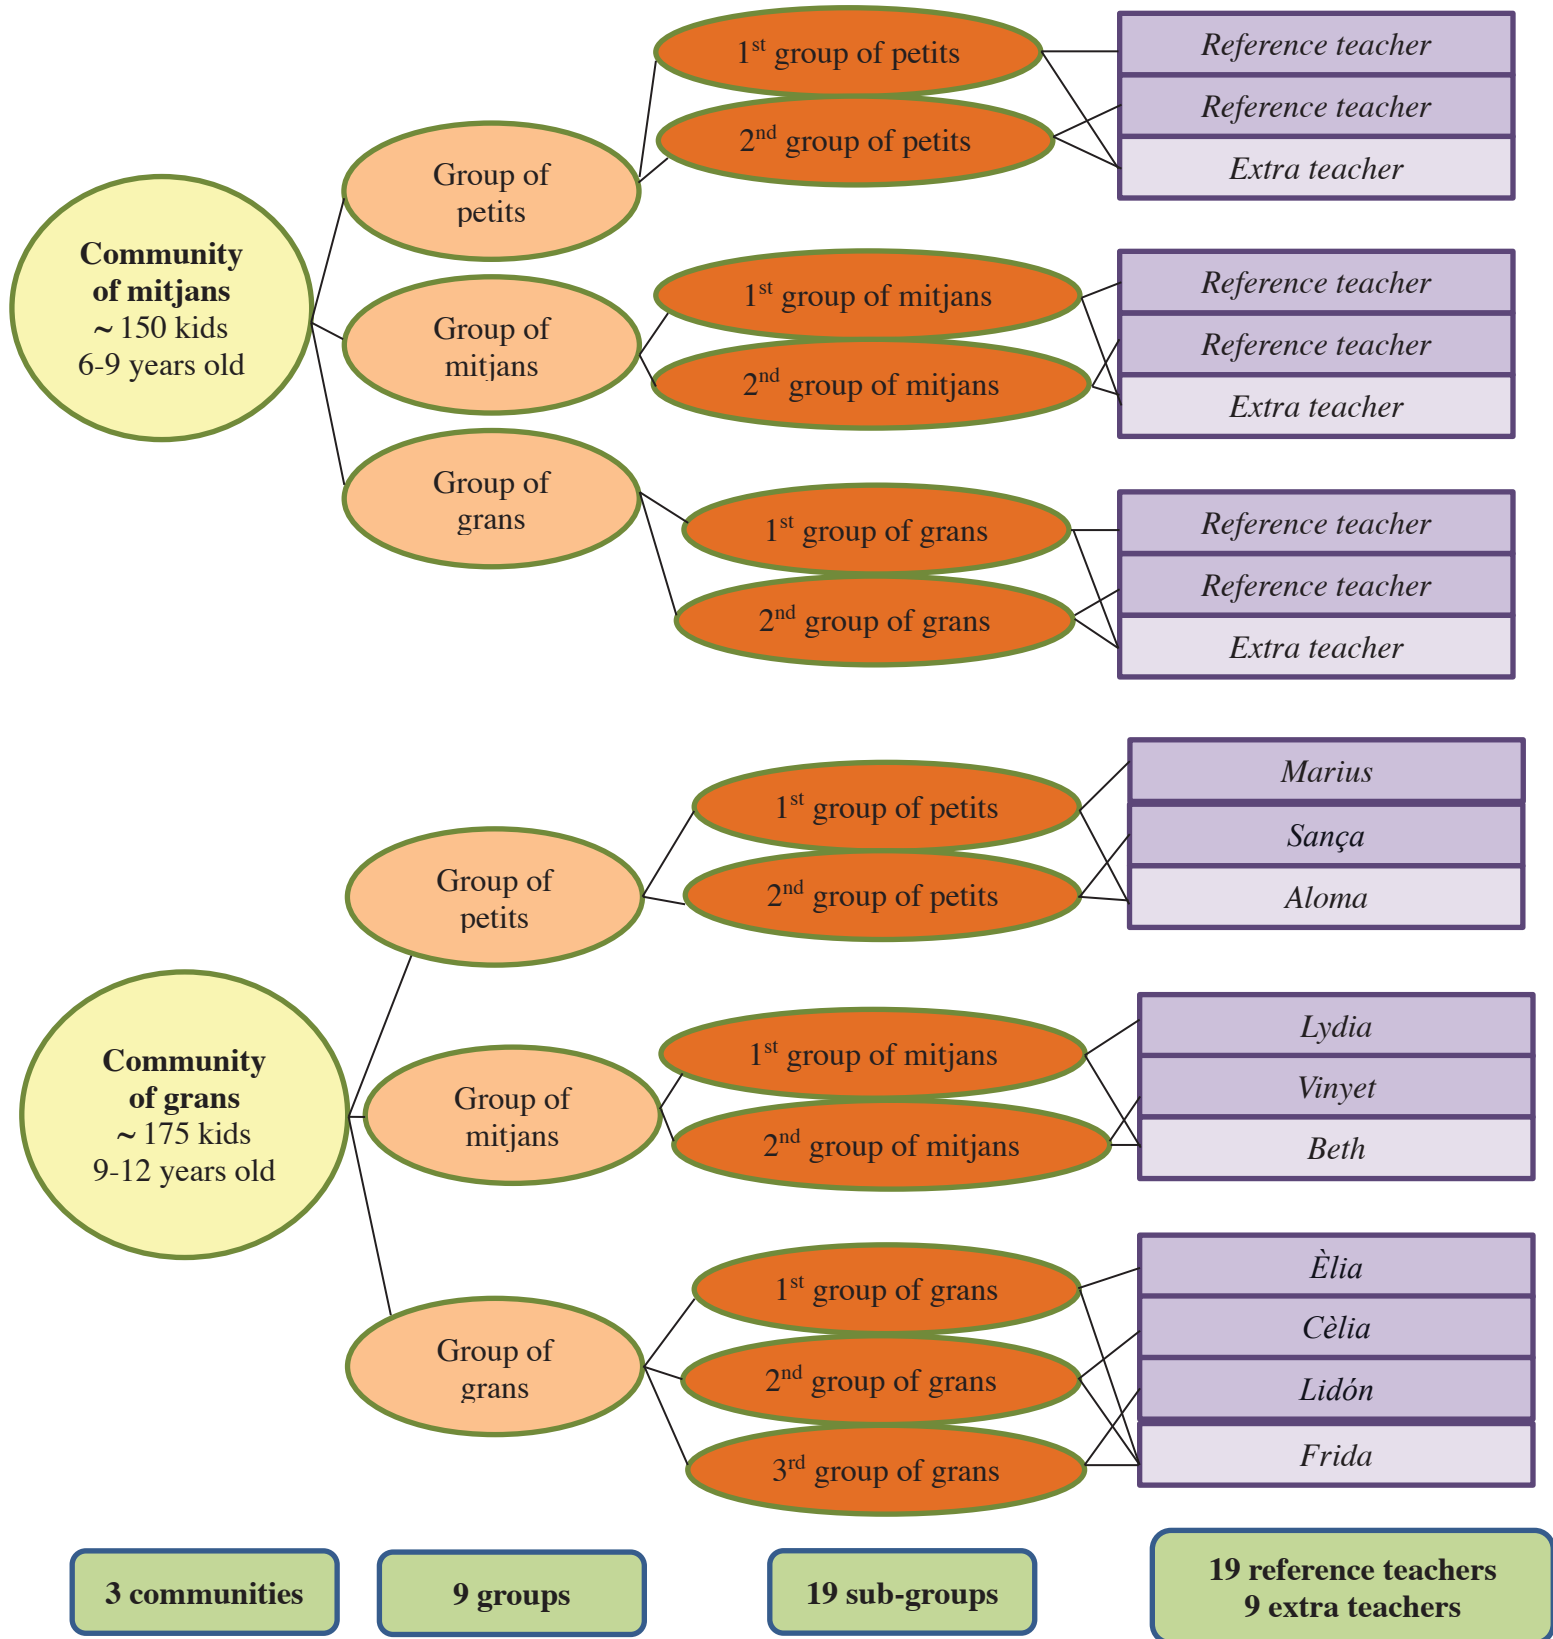 Community
of mitjans
~ 150 kids
6-9 years old
Group of
petits
1st group of petits
2nd group of petits
Reference teacher
Reference teacher
Extra teacher
Group of
mitjans
1st group of mitjans
2nd group of mitjans
Reference teacher
Reference teacher
Extra teacher
Group of
grans
1st group of grans
2nd group of grans
Reference teacher
Reference teacher
Extra teacher
Community
of grans
~ 175 kids
9-12 years old
Group of
petits
1st group of petits
2nd group of petits
Marius
Sança
Aloma
Group of
mitjans
1st group of mitjans
2nd group of mitjans
Lydia
Vinyet
Beth
Group of
grans
1st group of grans
2nd group of grans
3rd group of grans
Èlia
Cèlia
Lidón
Frida
3 communities
9 groups
19 sub-groups
19 reference teachers
9 extra teachers